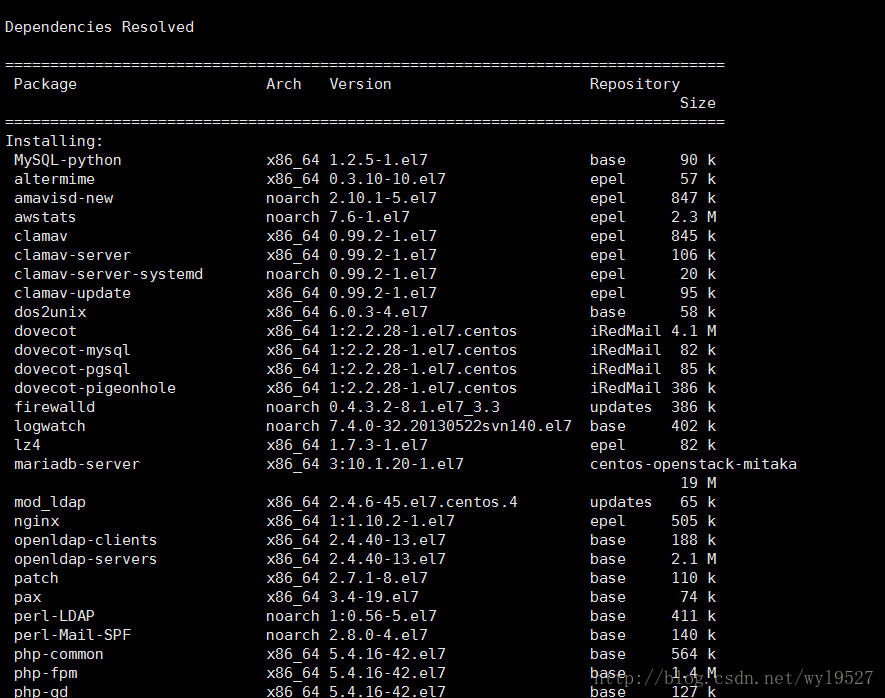 Dependencies Resolved
================================================================================
 Package                    Arch   Version                      Repository
                                                                          Size
================================================================================
Installing:
 MySQL-python                x86_64 1.2.5-1.el7                  base      90 k
 altermime                   x86_64 0.3.10-10.el7                epel      57 k
 amavisd-new                 noarch 2.10.1-5.el7                 epel     847 k
 awstats                     noarch 7.6-1.el7                    epel     2.3 M
 clamav                      x86_64 0.99.2-1.el7                 epel     845 k
 clamav-server               x86_64 0.99.2-1.el7                 epel     106 k
 clamav-server-systemd       noarch 0.99.2-1.el7                 epel      20 k
 clamav-update               x86_64 0.99.2-1.el7                 epel      95 k
 dos2unix                    x86_64 6.0.3-4.el7                  base      58 k
 dovecot                     x86_64 1:2.2.28-1.el7.centos        iRedMail 4.1 M
 dovecot-mysql               x86_64 1:2.2.28-1.el7.centos        iRedMail  82 k
 dovecot-pgsql               x86_64 1:2.2.28-1.el7.centos        iRedMail  85 k
 dovecot-pigeonhole          x86_64 1:2.2.28-1.el7.centos        iRedMail 386 k
 firewalld                   noarch 0.4.3.2-8.1.el7_3.3          updates  386 k
 logwatch                    noarch 7.4.0-32.20130522svn140.el7  base     402 k
 lz4                         x86_64 1.7.3-1.el7                  epel      82 k
 mariadb-server              x86_64 3:10.1.20-1.el7              centos-openstack-mitaka
                                                                           19 M
 mod_ldap                    x86_64 2.4.6-45.el7.centos.4        updates   65 k
 nginx                       x86_64 1:1.10.2-1.el7               epel     505 k
 openldap-clients            x86_64 2.4.40-13.el7                base     188 k
 openldap-servers            x86_64 2.4.40-13.el7                base     2.1 M
 patch                       x86_64 2.7.1-8.el7                  base     110 k
 pax                         x86_64 3.4-19.el7                   base      74 k
 perl-LDAP                   noarch 1:0.56-5.el7                 base     411 k
 perl-Mail-SPF               noarch 2.8.0-4.el7                  base     140 k
 php-common                  x86_64 5.4.16-42.el7                base     564 k
 php-fpm                     x86_64 5.4.16-42.el7                base     1.4 M
 php-gd                      x86_64 5.4.16-42.el7                base     127 k
http://blog.csdn.net/wyl9527